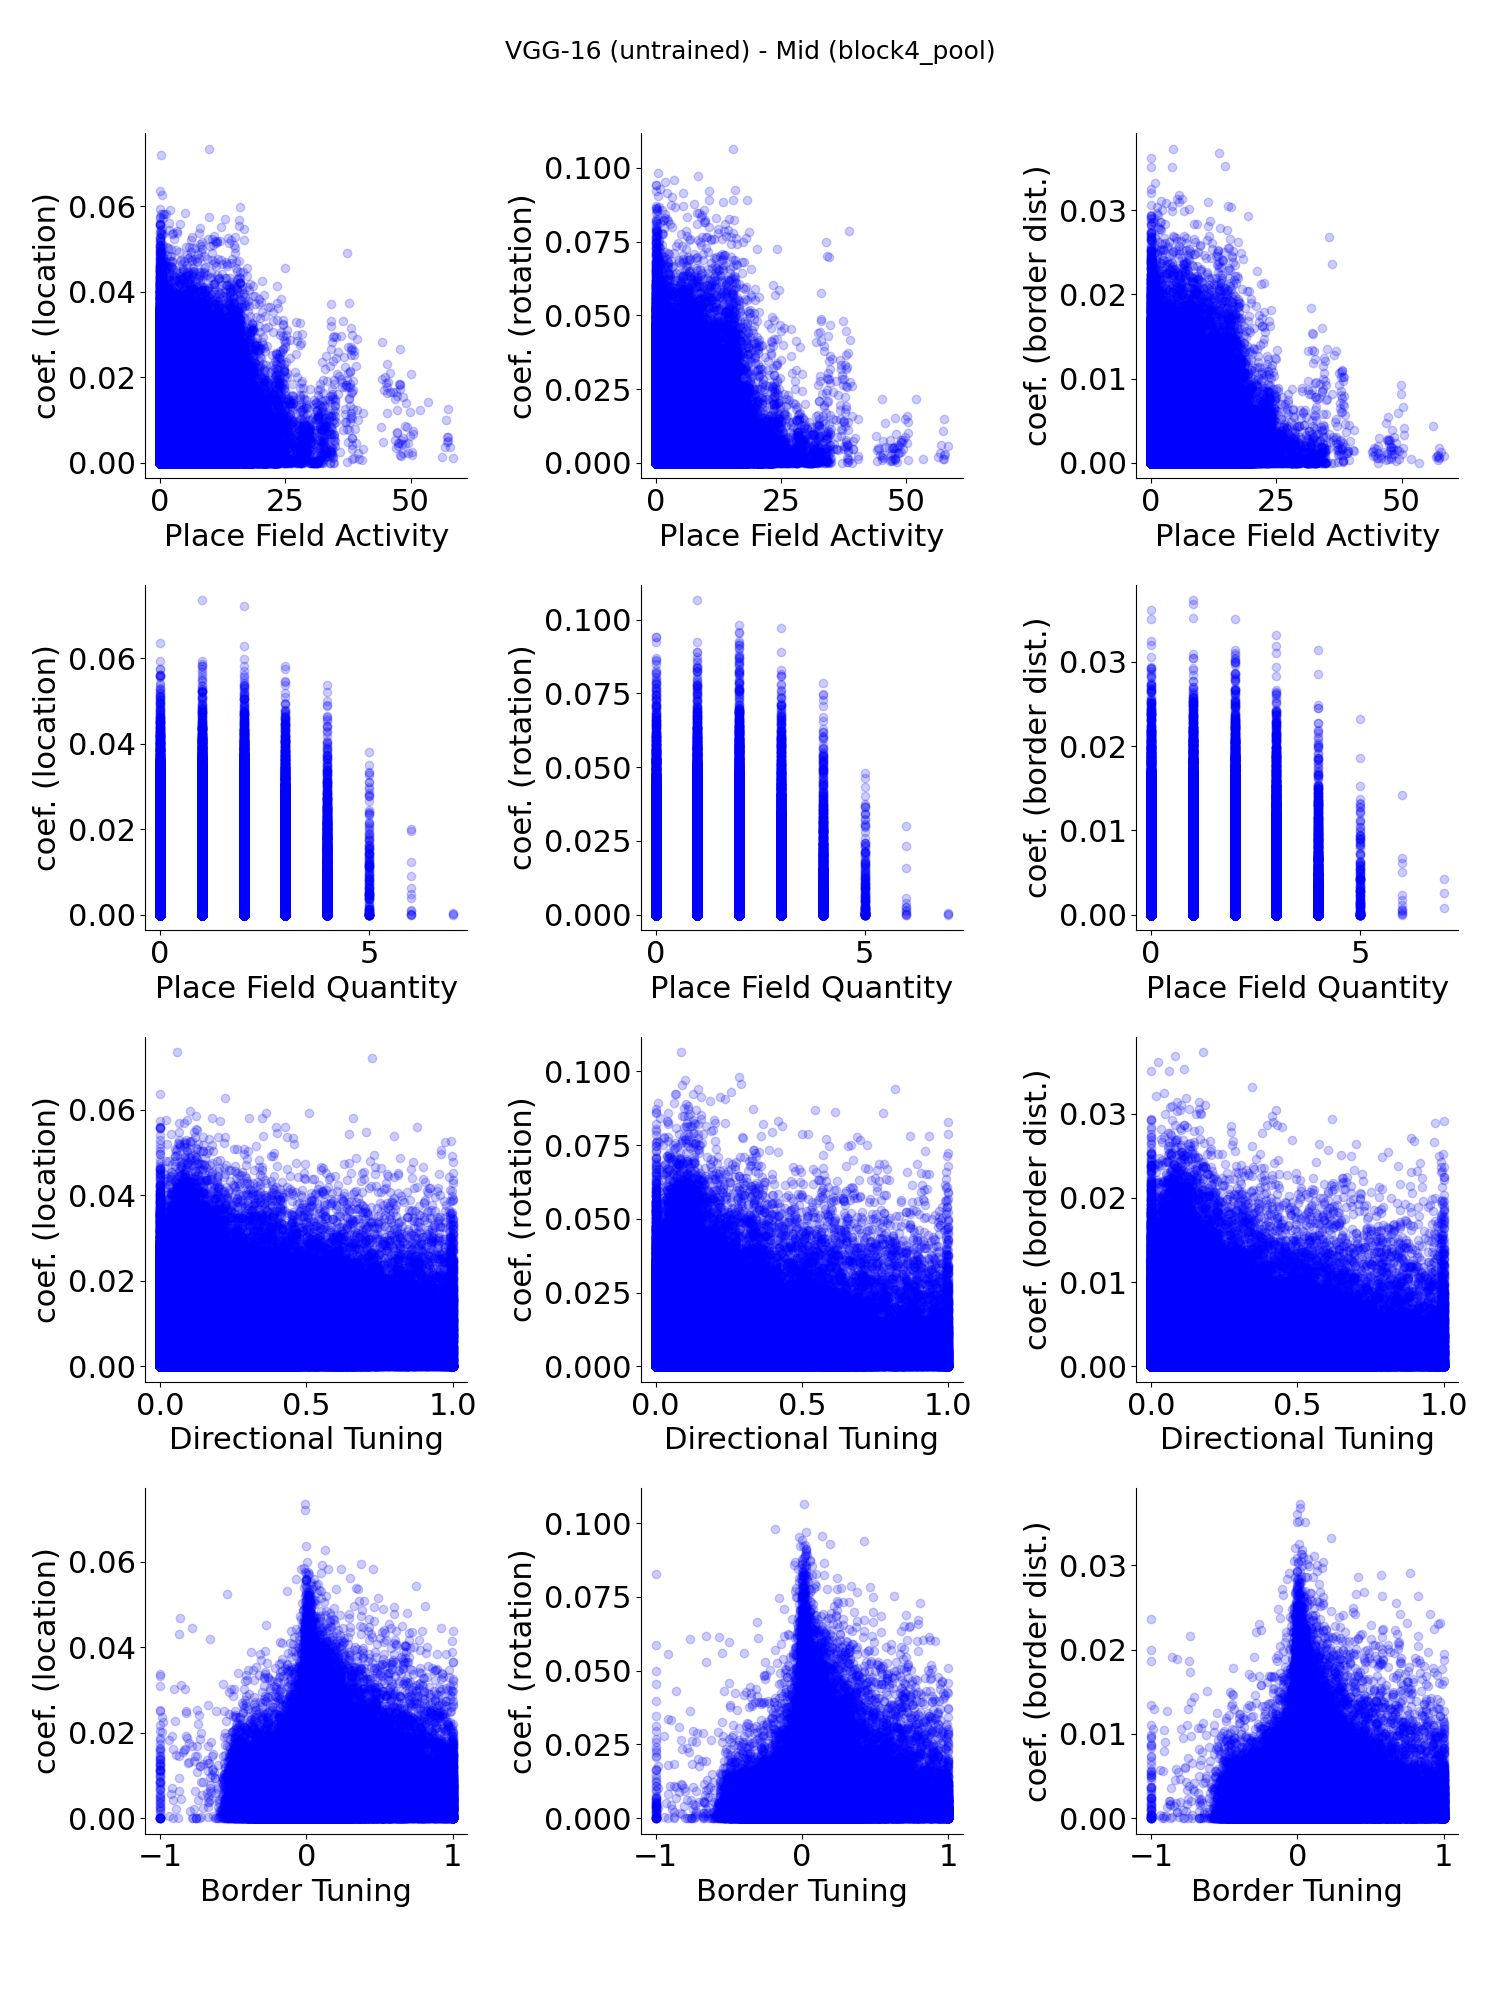 VGG-16 (untrained) - Mid (block4_pool)
coef. (location)
0.06
0.04
0.02
0.00
0 25 50
Place Field Activity
coef. (rotation)
0.100
0.075
0.050
0.025
0.000
0 25 50
Place Field Activity
coef. (border dist.)
0.03
0.02
0.01
0.00
0 25 50
Place Field Activity
coef. (location)
0.06
0.04
0.02
0.00
0 5
Place Field Quantity
coef. (rotation)
0.100
0.075
0.050
0.025
0.000
0 5
Place Field Quantity
coef. (border dist.)
0.03
0.02
0.01
0.00
0 5
Place Field Quantity
coef. (location)
0.06
0.04
0.02
0.00
0.0 0.5 1.0
Directional Tuning
coef. (rotation)
0.100
0.075
0.050
0.025
0.000
0.0 0.5 1.0
Directional Tuning
coef. (border dist.)
0.03
0.02
0.01
0.00
0.0 0.5 1.0
Directional Tuning
coef. (location)
0.06
0.04
0.02
0.00
−1 0 1
Border Tuning
coef. (rotation)
0.100
0.075
0.050
0.025
0.000
−1 0 1
Border Tuning
coef. (border dist.)
0.03
0.02
0.01
0.00
−1 0 1
Border Tuning